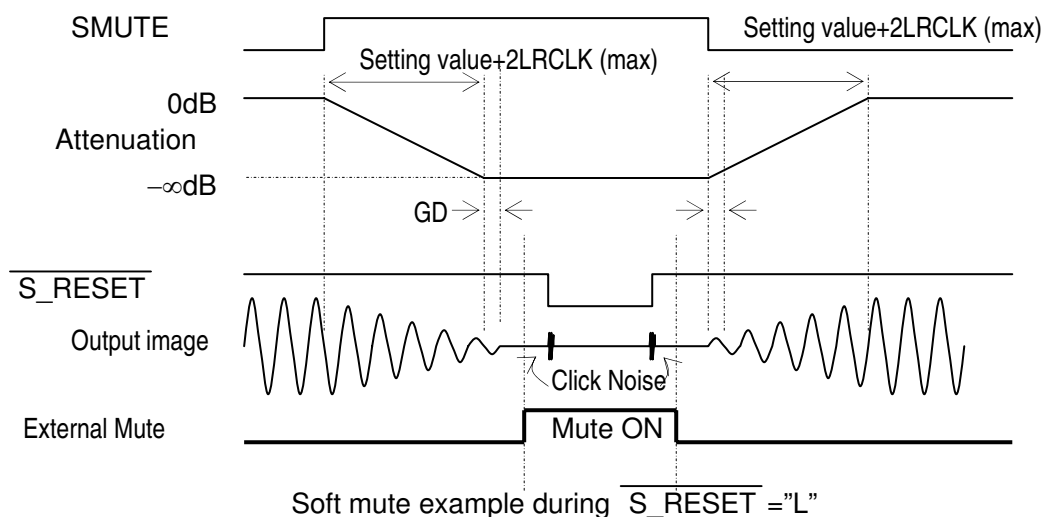 SMUTE
Setting value+2LRCLK (max)
Setting value+2LRCLK (max)
0dB
Attenuation
−∞dB
GD
S_RESET
Output image
Click Noise
External Mute
Mute ON
Soft mute example during S_RESET ="L"